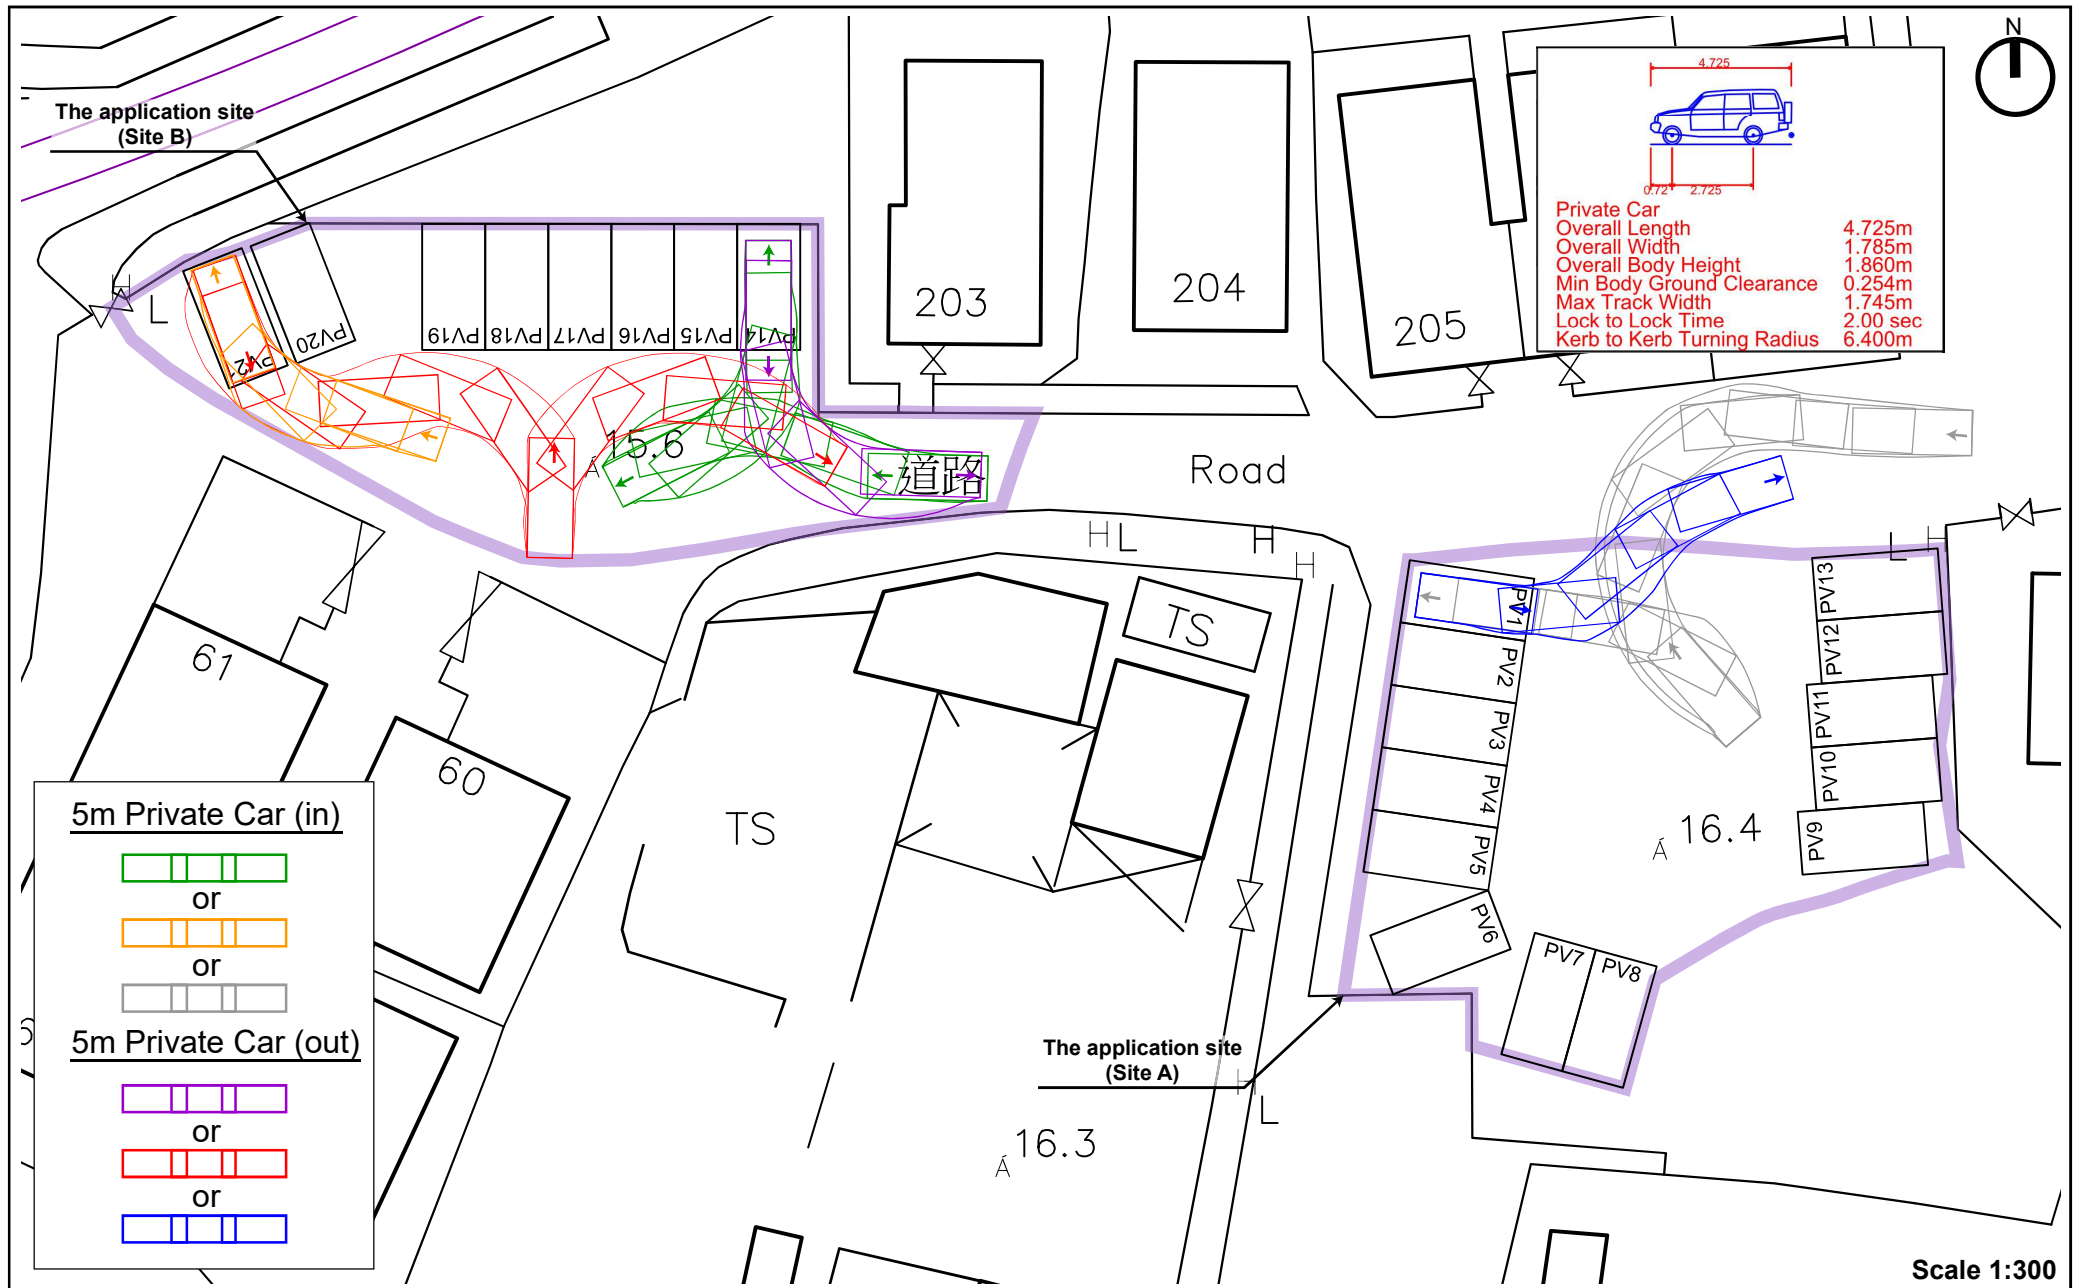 N
The application site
(Site B)
4.725
0.72
2.725
Private Car
Overall Length 4.725m
Overall Width 1.785m
Overall Body Height 1.860m
Min Body Ground Clearance 0.254m
Max Track Width 1.745m
Lock to Lock Time 2.00 sec
Kerb to Kerb Turning Radius 6.400m
203
204
205
H
L
PV20
PV19
PV18
PV17
PV16
PV15
PV14
15.6
道路
Road
H
L
H
H
L
H
PV1
PV2
PV3
PV4
PV5
PV6
PV7
PV8
PV9
PV10
PV11
PV12
PV13
16.4
TS
TS
61
60
5m Private Car (in)
or
or
5m Private Car (out)
or
or
The application site
(Site A)
H
L
16.3
Scale 1:300